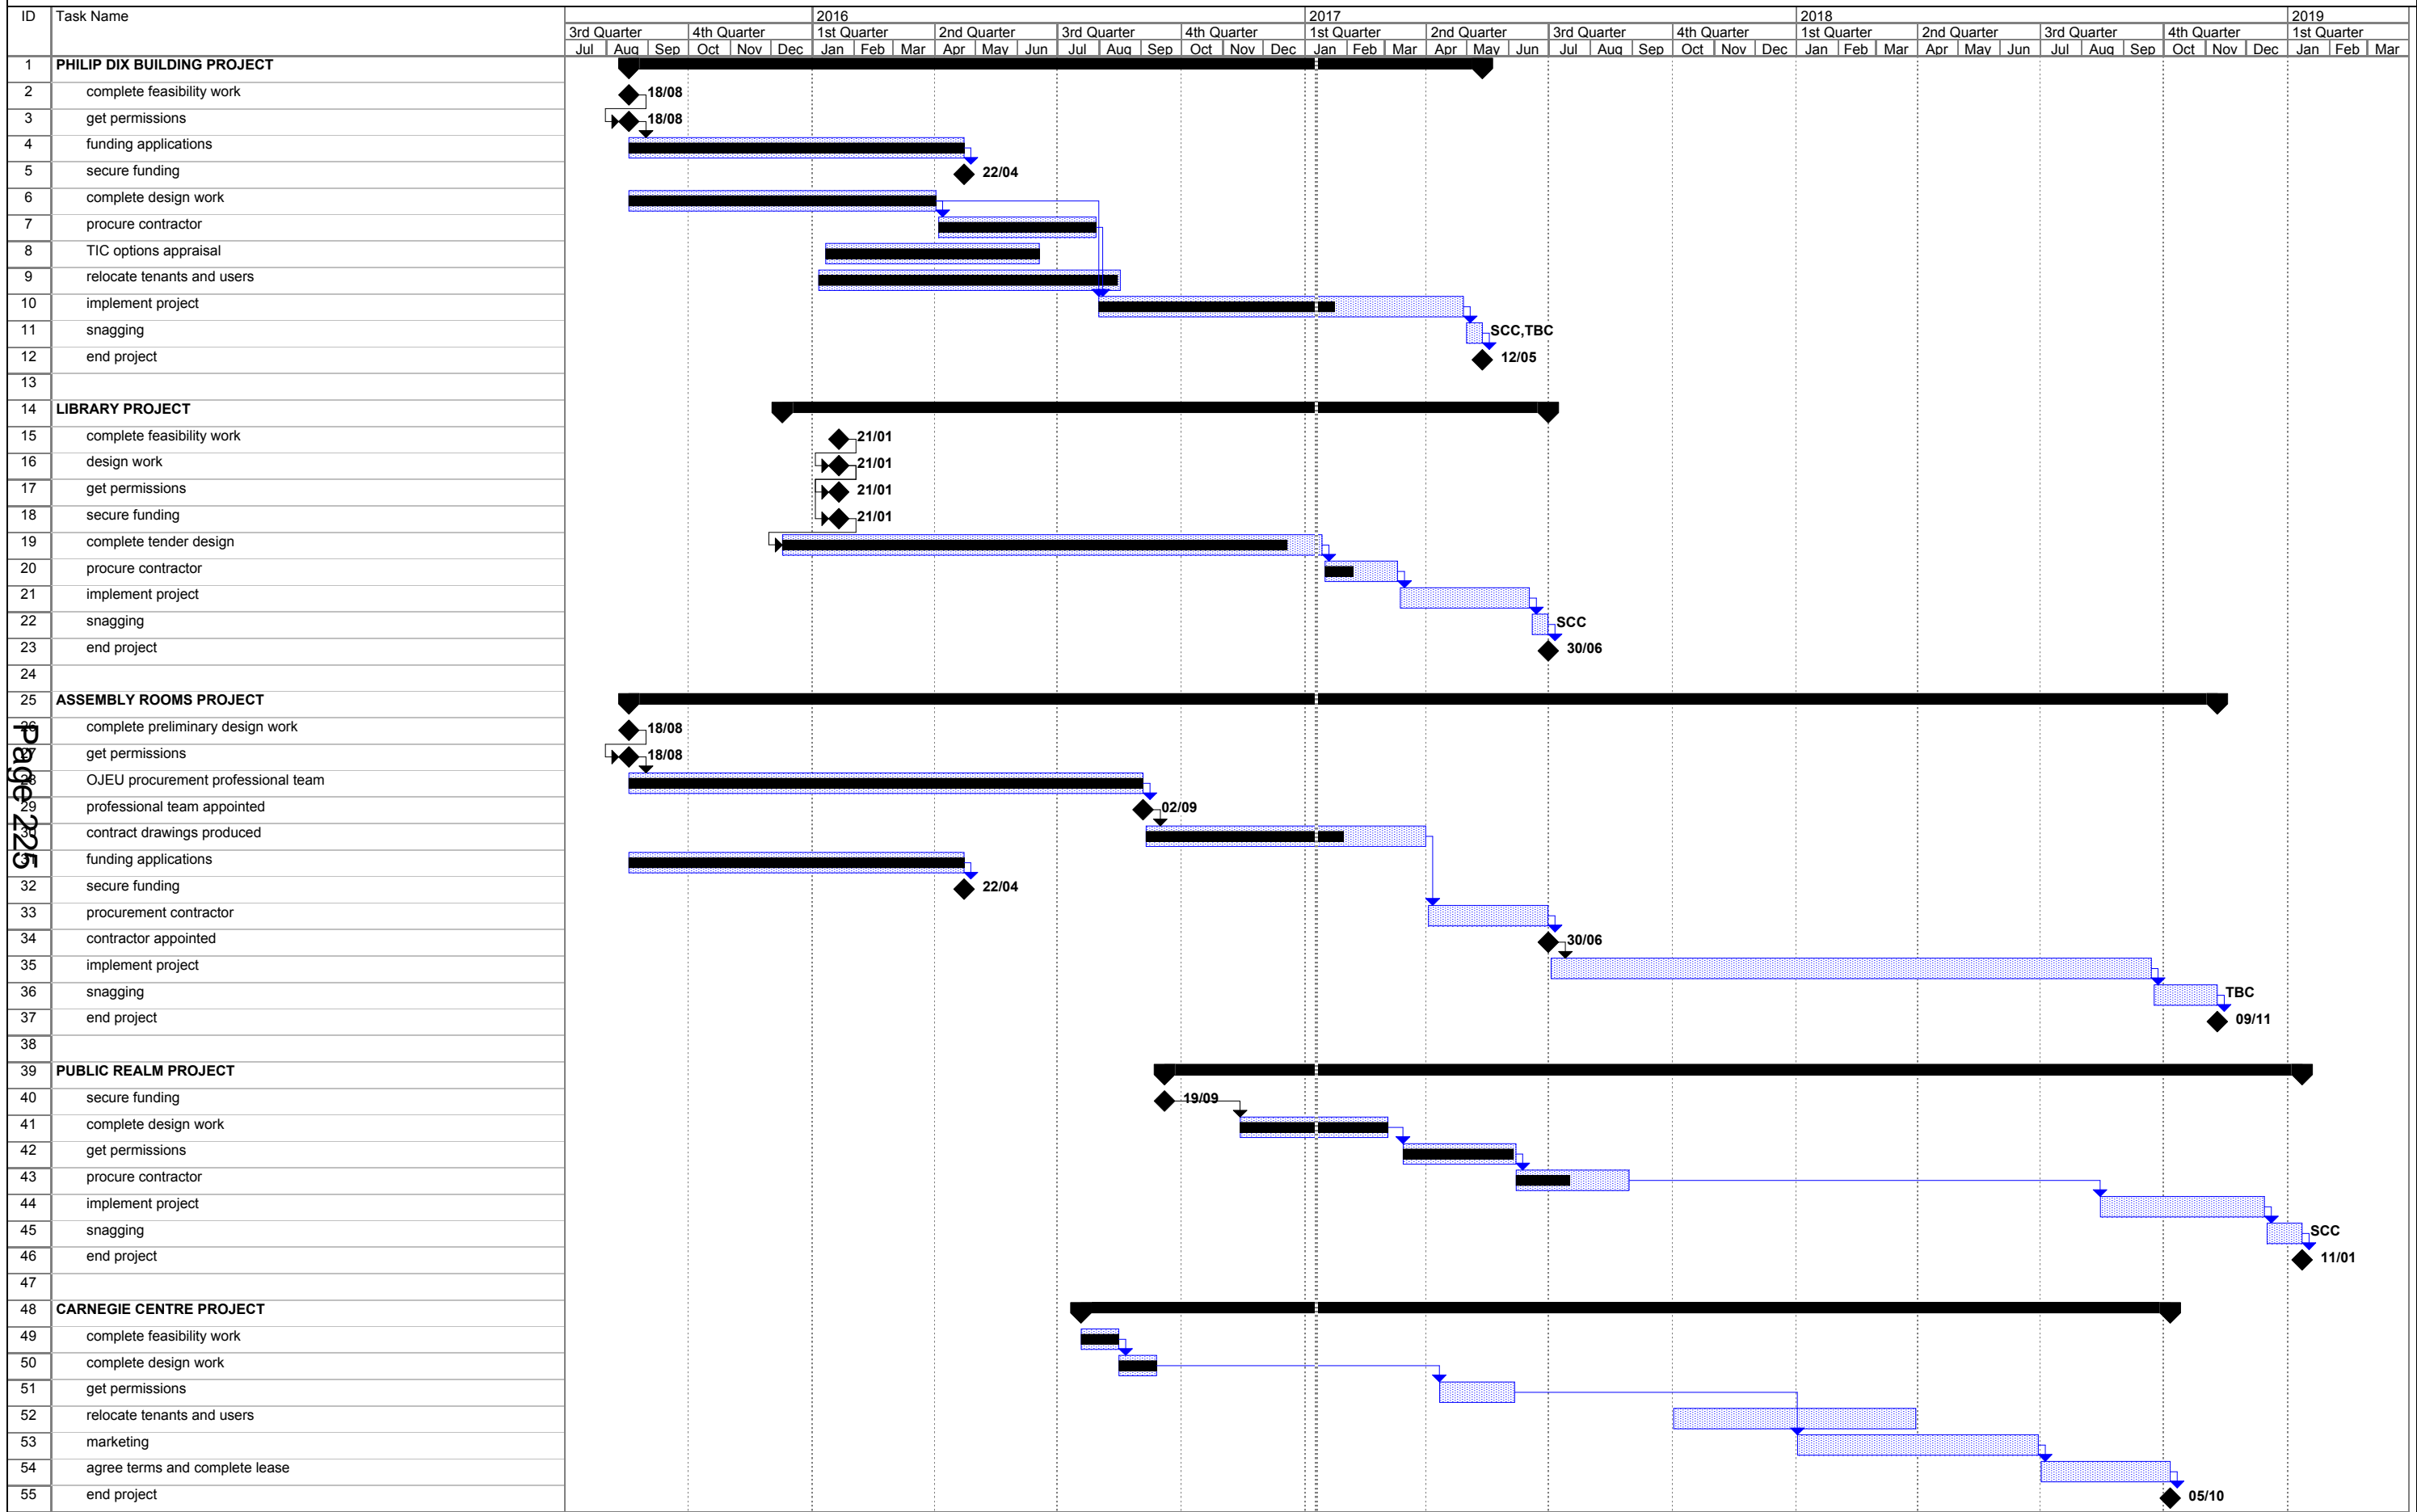 ID Task Name 2016 2017 2018 2019
3rd Quarter 4th Quarter 1st Quarter 2nd Quarter 3rd Quarter 4th Quarter 1st Quarter 2nd Quarter 3rd Quarter 4th Quarter 1st Quarter 2nd Quarter 3rd Quarter 4th Quarter 1st Quarter
Jul Aug Sep Oct Nov Dec Jan Feb Mar Apr May Jun Jul Aug Sep Oct Nov Dec Jan Feb Mar Apr May Jun Jul Aug Sep Oct Nov Dec Jan Feb Mar Apr May Jun Jul Aug Sep Oct Nov Dec Jan Feb Mar
1 PHILIP DIX BUILDING PROJECT
2 complete feasibility work 18/08
3 get permissions 18/08
4 funding applications
5 secure funding 22/04
6 complete design work
7 procure contractor
8 TIC options appraisal
9 relocate tenants and users
10 implement project
11 snagging SCC,TBC
12 end project 12/05
13
14 LIBRARY PROJECT
15 complete feasibility work 21/01
16 design work 21/01
17 get permissions 21/01
18 secure funding 21/01
19 complete tender design
20 procure contractor
21 implement project
22 snagging SCC
23 end project 30/06
24
25 ASSEMBLY ROOMS PROJECT
26 complete preliminary design work 18/08
27 get permissions 18/08
28 OJEU procurement professional team
29 professional team appointed 02/09
30 contract drawings produced
31 funding applications
32 secure funding 22/04
33 procurement contractor
34 contractor appointed 30/06
35 implement project
36 snagging TBC
37 end project 09/11
38
39 PUBLIC REALM PROJECT
40 secure funding 19/09
41 complete design work
42 get permissions
43 procure contractor
44 implement project
45 snagging SCC
46 end project 11/01
47
48 CARNEGIE CENTRE PROJECT
49 complete feasibility work
50 complete design work
51 get permissions
52 relocate tenants and users
53 marketing
54 agree terms and complete lease
55 end project 05/10
Page 225